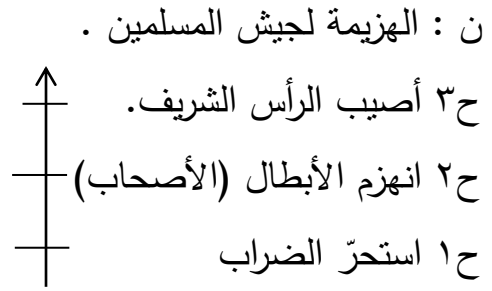 ن : الهزيمة لجيش المسلمين .
ح٣ أصيب الرأس الشريف.
ح٢ انهزم الأبطال (الأصحاب)
ح١ استحرّ الضراب